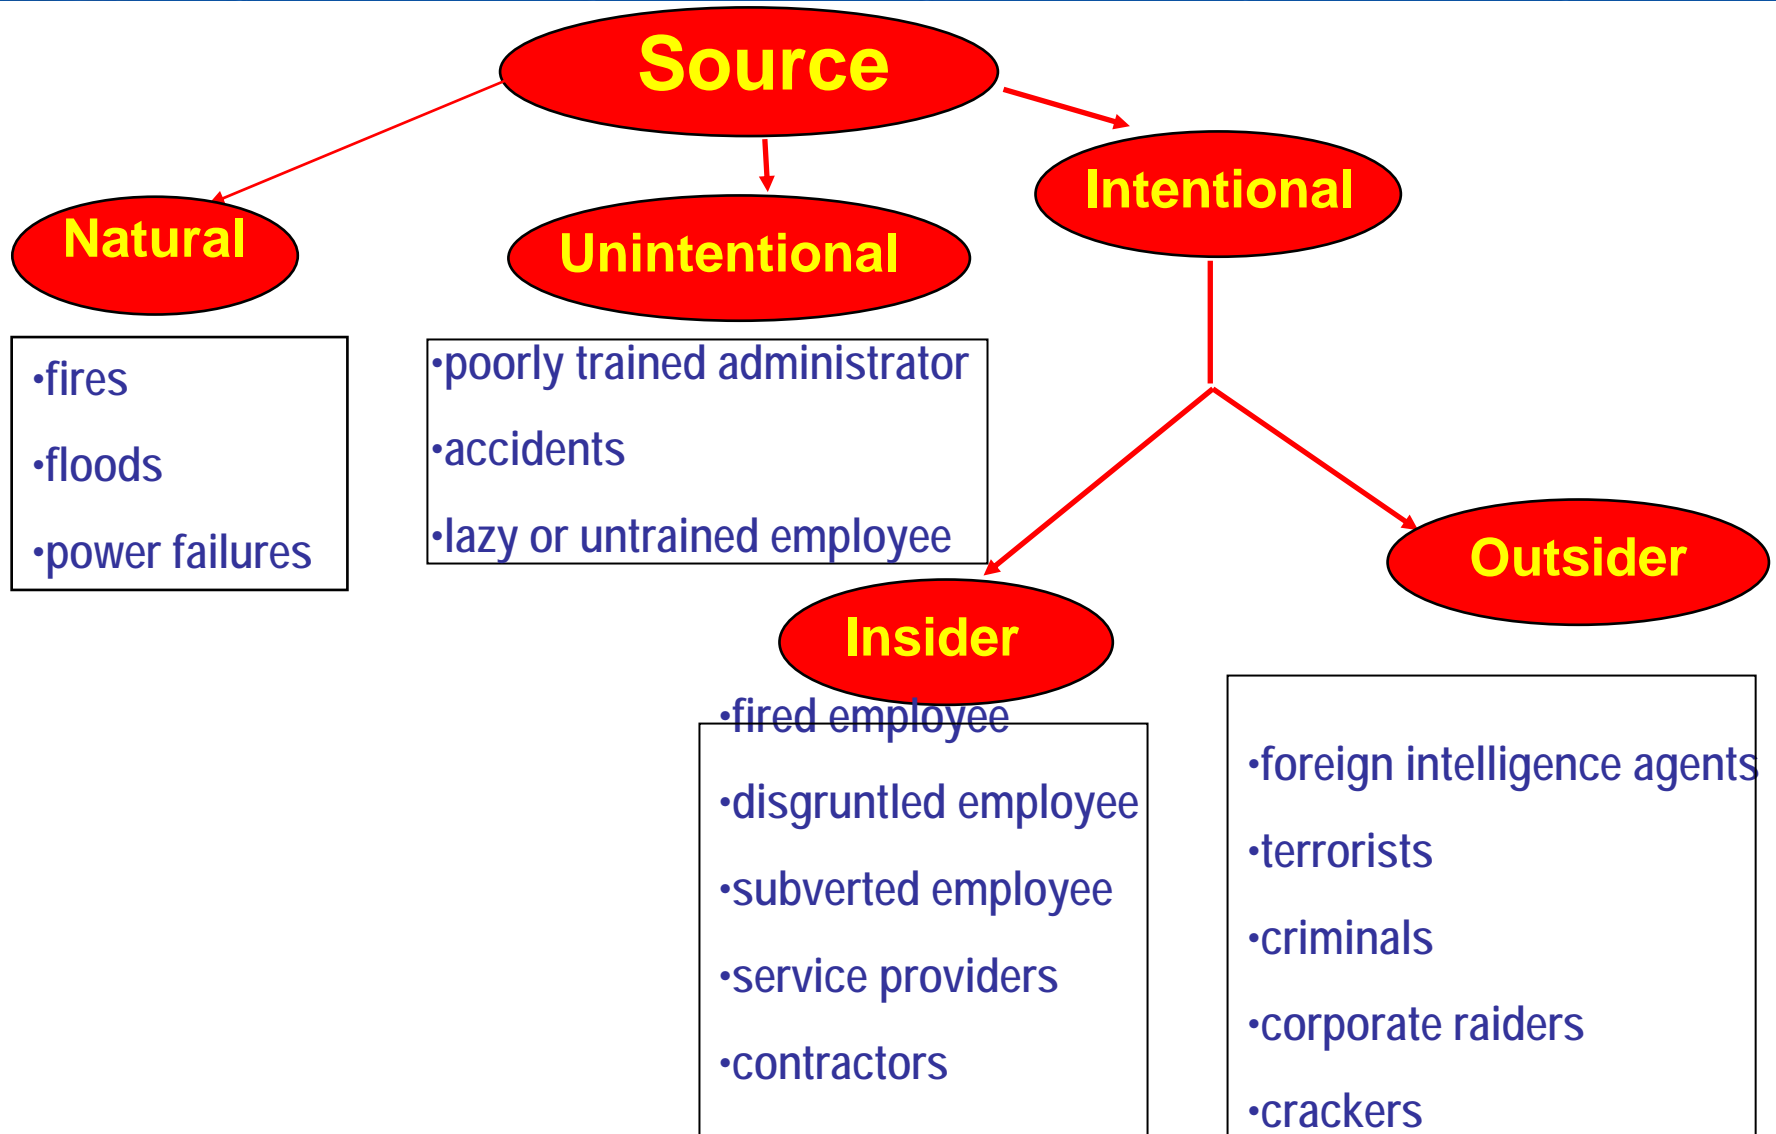 Source
Natural
Unintentional
Intentional
•fires
•floods
•power failures
•poorly trained administrator
•accidents
•lazy or untrained employee
Insider
Outsider
•fired employee
•disgruntled employee
•subverted employee
•service providers
•contractors
•foreign intelligence agents
•terrorists
•criminals
•corporate raiders
•crackers